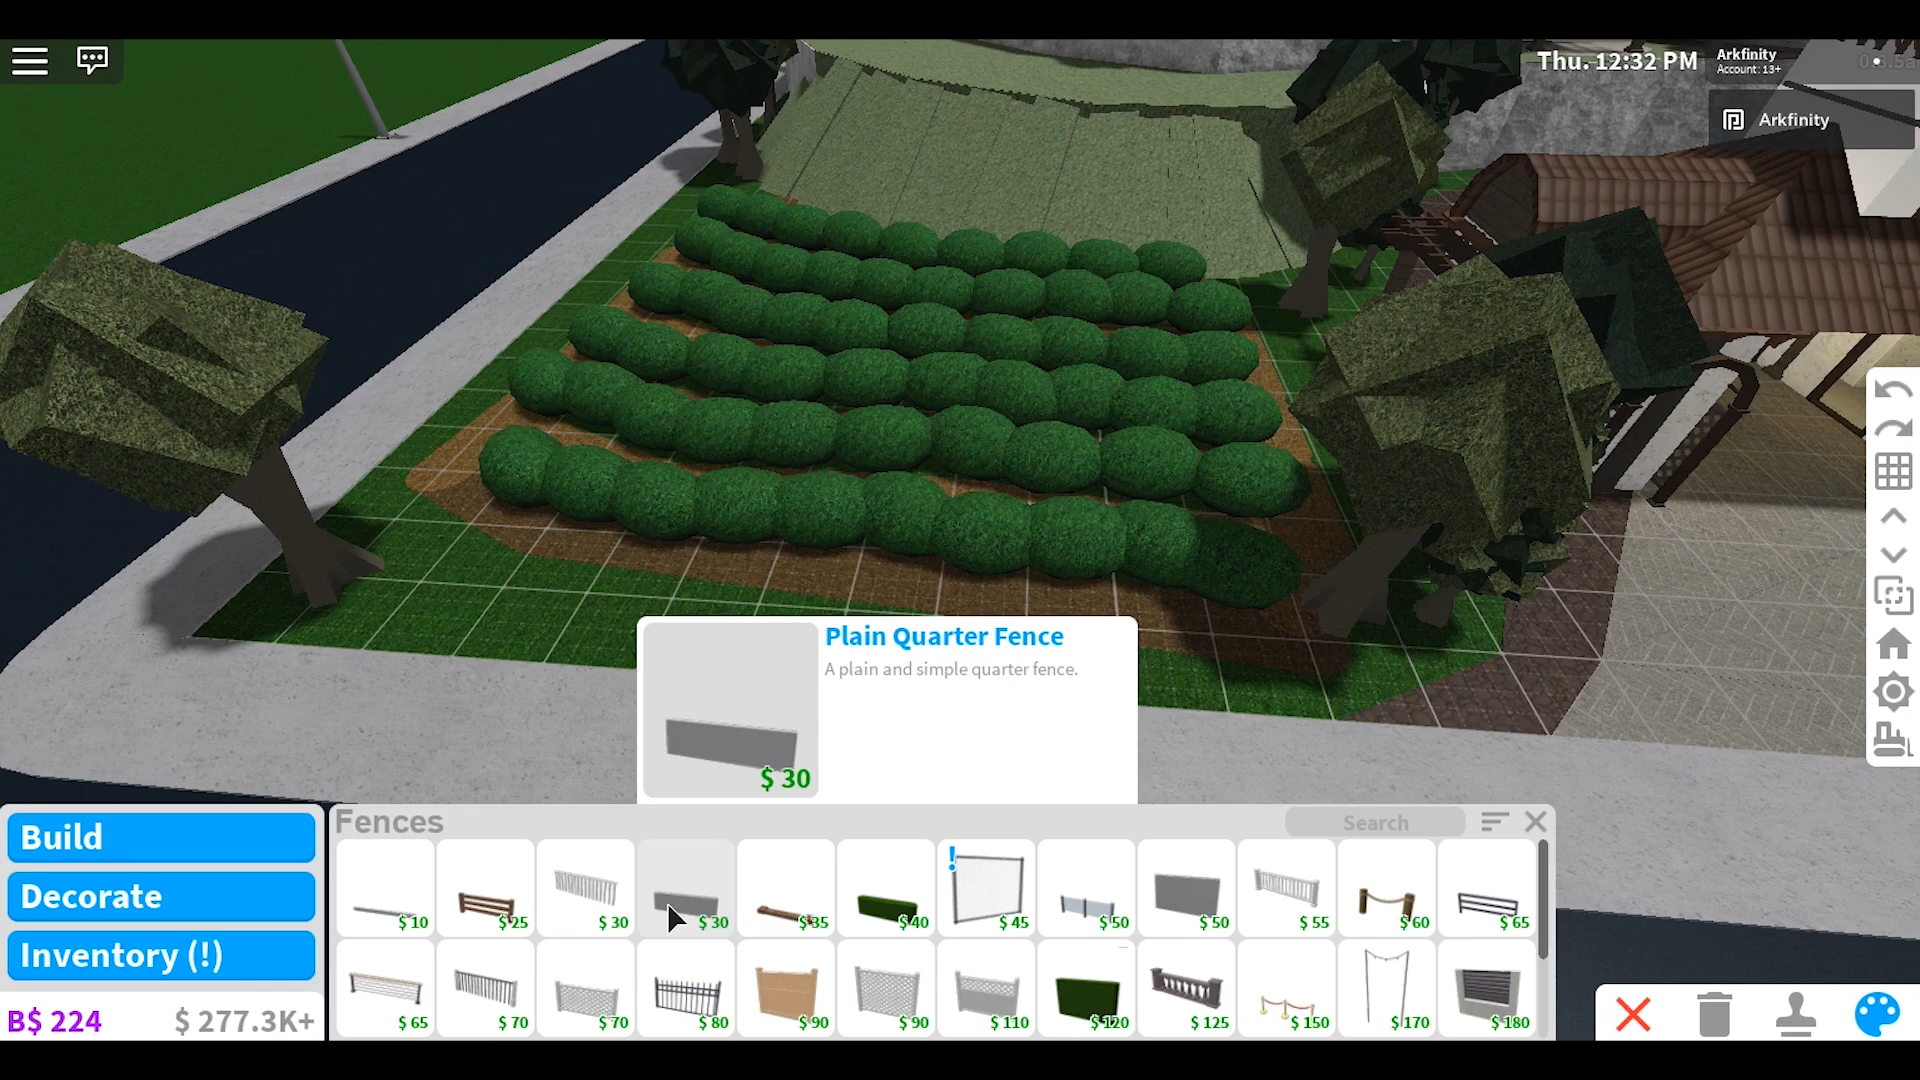 Thu. 12:32 PM
Arkfinity
Account: 13+
Arkfinity
Plain Quarter Fence
A plain and simple quarter fence.
$ 30
Build
Decorate
Inventory (!)
B$ 224
$ 277.3K+
Fences
Search
$ 10
$ 25
$ 30
$ 30
$ 35
$ 40
! $ 45
$ 50
$ 50
$ 55
$ 60
$ 65
$ 65
$ 70
$ 70
$ 80
$ 90
$ 90
$ 110
$ 120
$ 125
$ 150
$ 170
$ 180